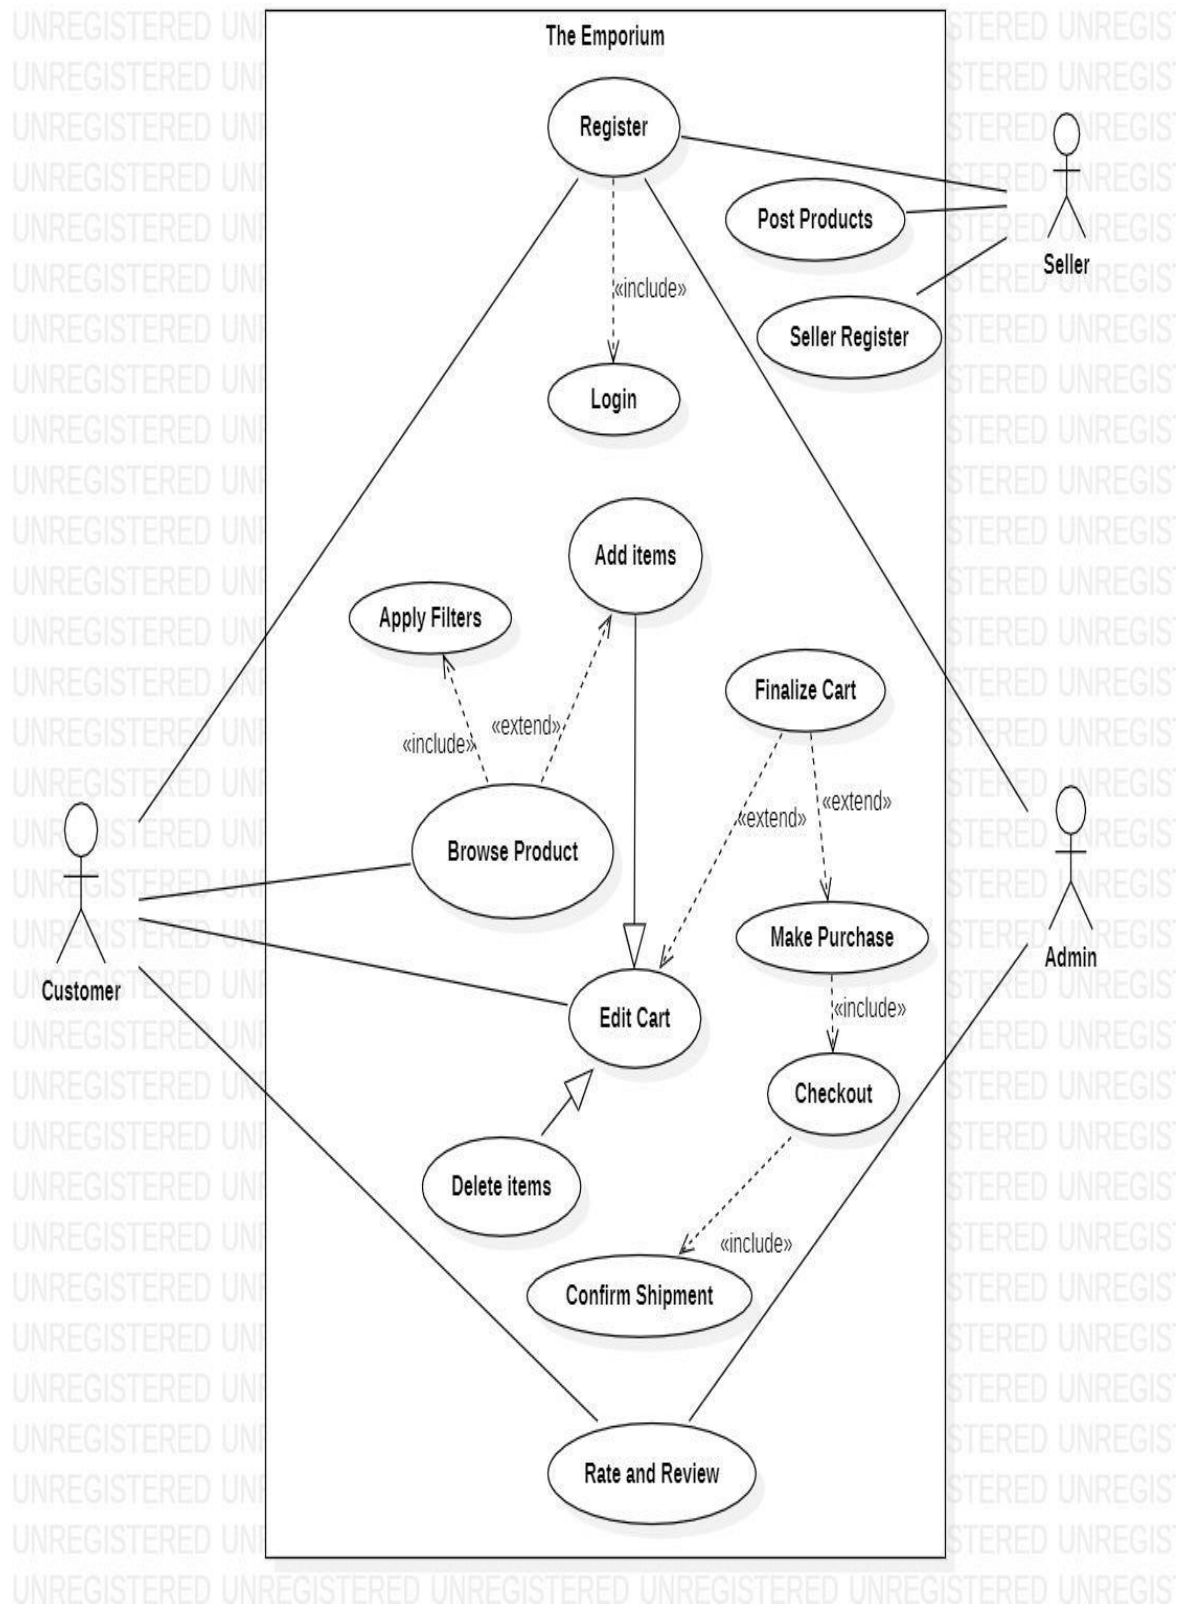 The Emporium
Register
Post Products
Seller
«include»
Seller Register
Login
Add items
Apply Filters
Finalize Cart
«extend»
«include»
«extend»
«extend»
Browse Product
Make Purchase
Admin
Customer
«include»
Edit Cart
Checkout
Delete items
«include»
Confirm Shipment
Rate and Review
UNREGISTERED UNREGISTERED UNREGISTERED UNREGISTERED UNREGISTERED UNREGIS